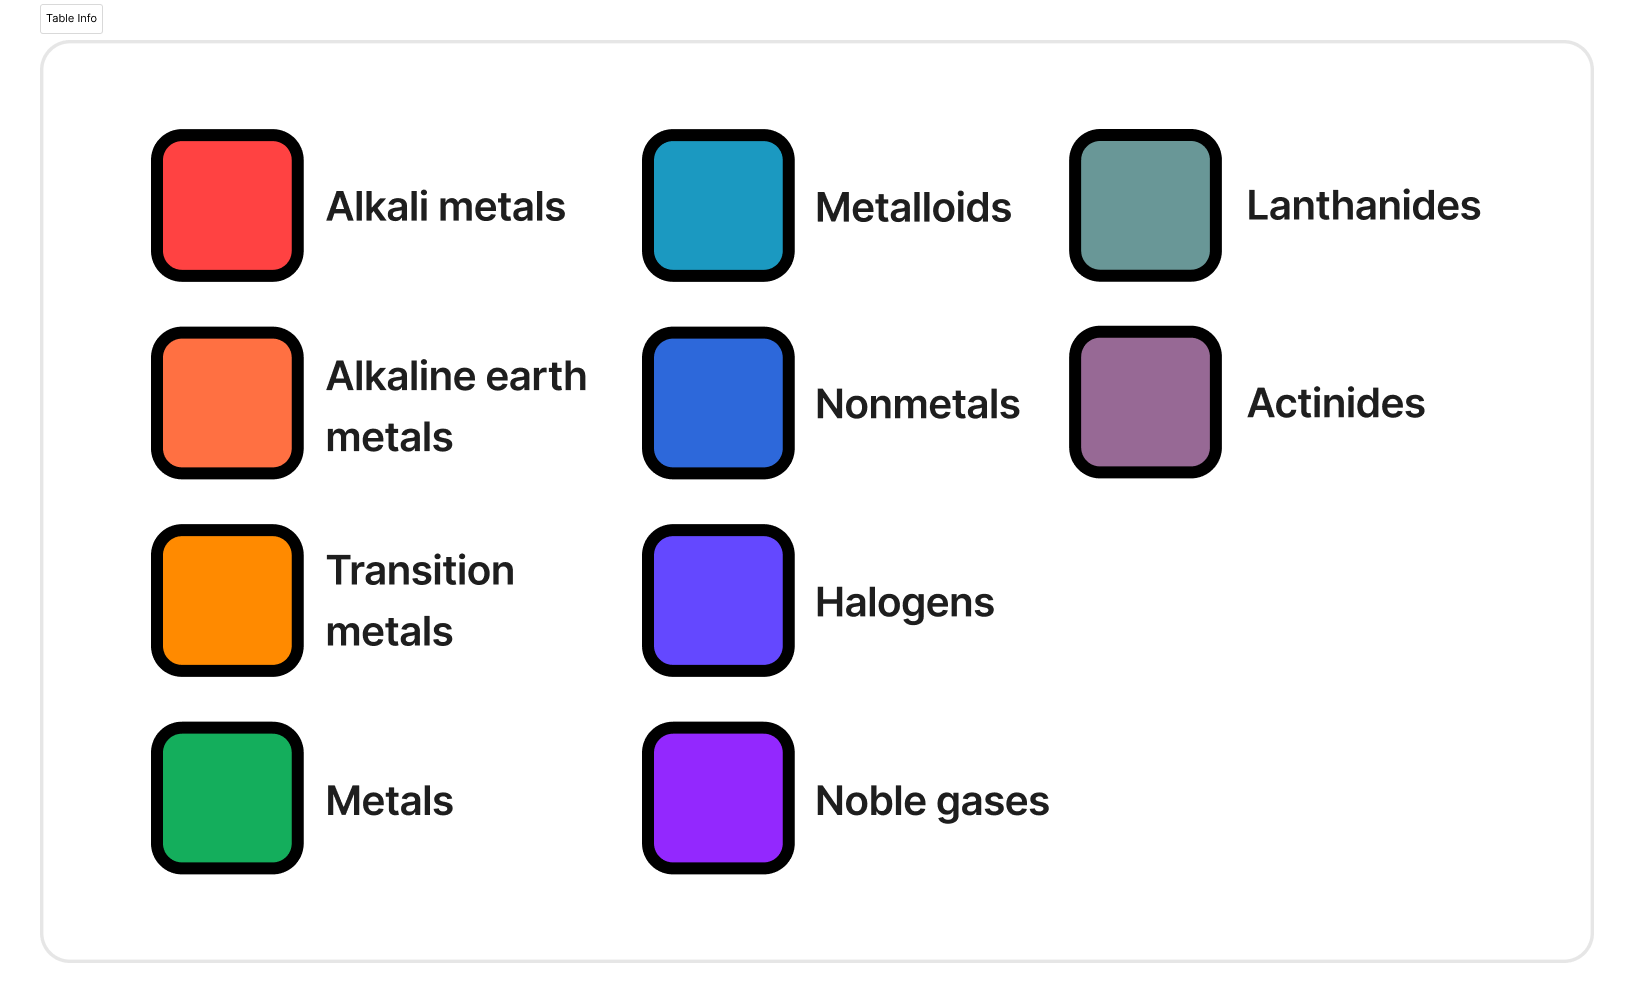 Table Info
Alkali metals
Alkaline earth
metals
Transition
metals
Metals
Metalloids
Nonmetals
Halogens
Noble gases
Lanthanides
Actinides